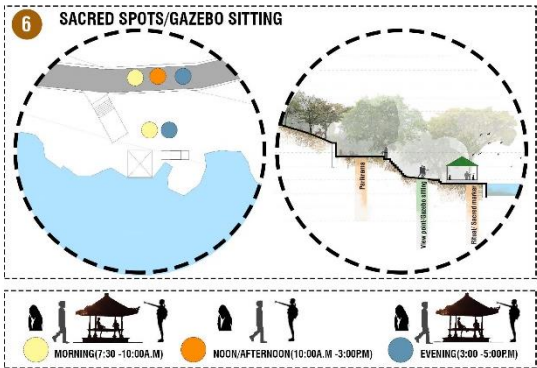 6
SACRED SPOTS/GAZEBO SITTING
Parikrama
View point/Gazebo sitting
Ritual/ Sacred marker
MORNING(7:30 -10:00A.M)
NOON/AFTERNOON(10:00A.M -3:00P.M)
EVENING(3:00 -5:00P.M)